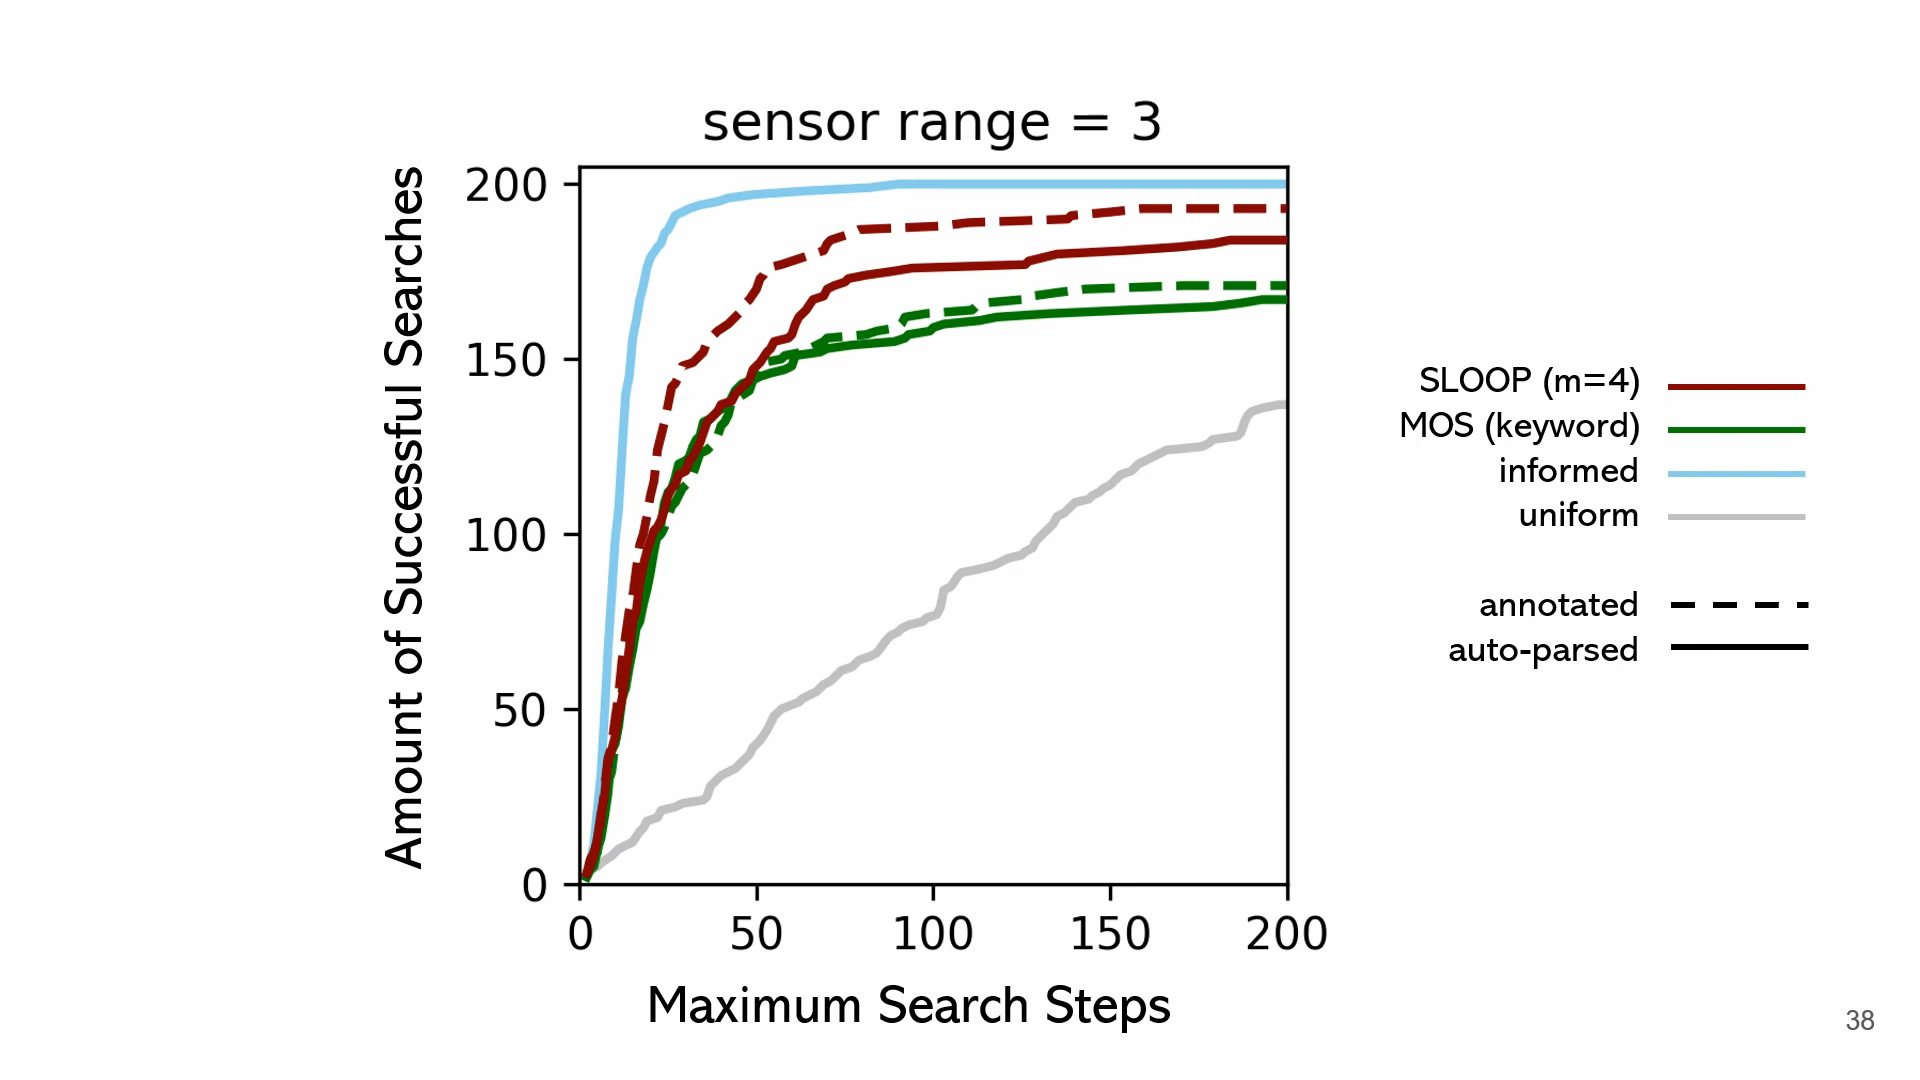 sensor range = 3
Amount of Successful Searches
200
150
100
50
0
0 50 100 150 200
Maximum Search Steps
SLOOP (m=4)
MOS (keyword)
informed
uniform
annotated
auto-parsed
38